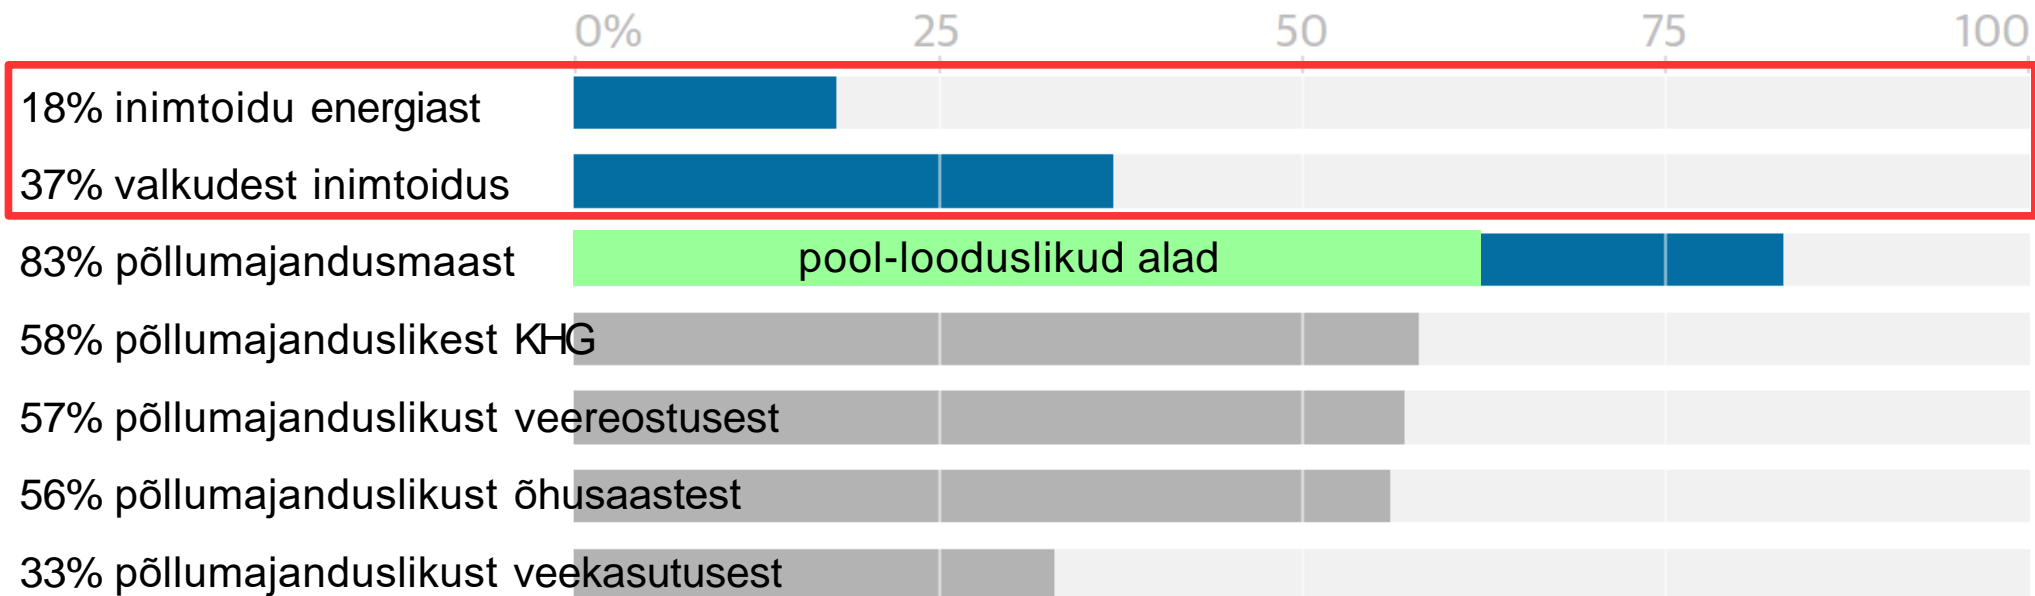 0% 25 50 75 100
18% inimtoidu energiast
37% valkudest inimtoidus
83% põllumajandusmaast pool-looduslikud alad
58% põllumajanduslikest KHG
57% põllumajanduslikust veereostusest
56% põllumajanduslikust õhusaastest
33% põllumajanduslikust veekasutusest